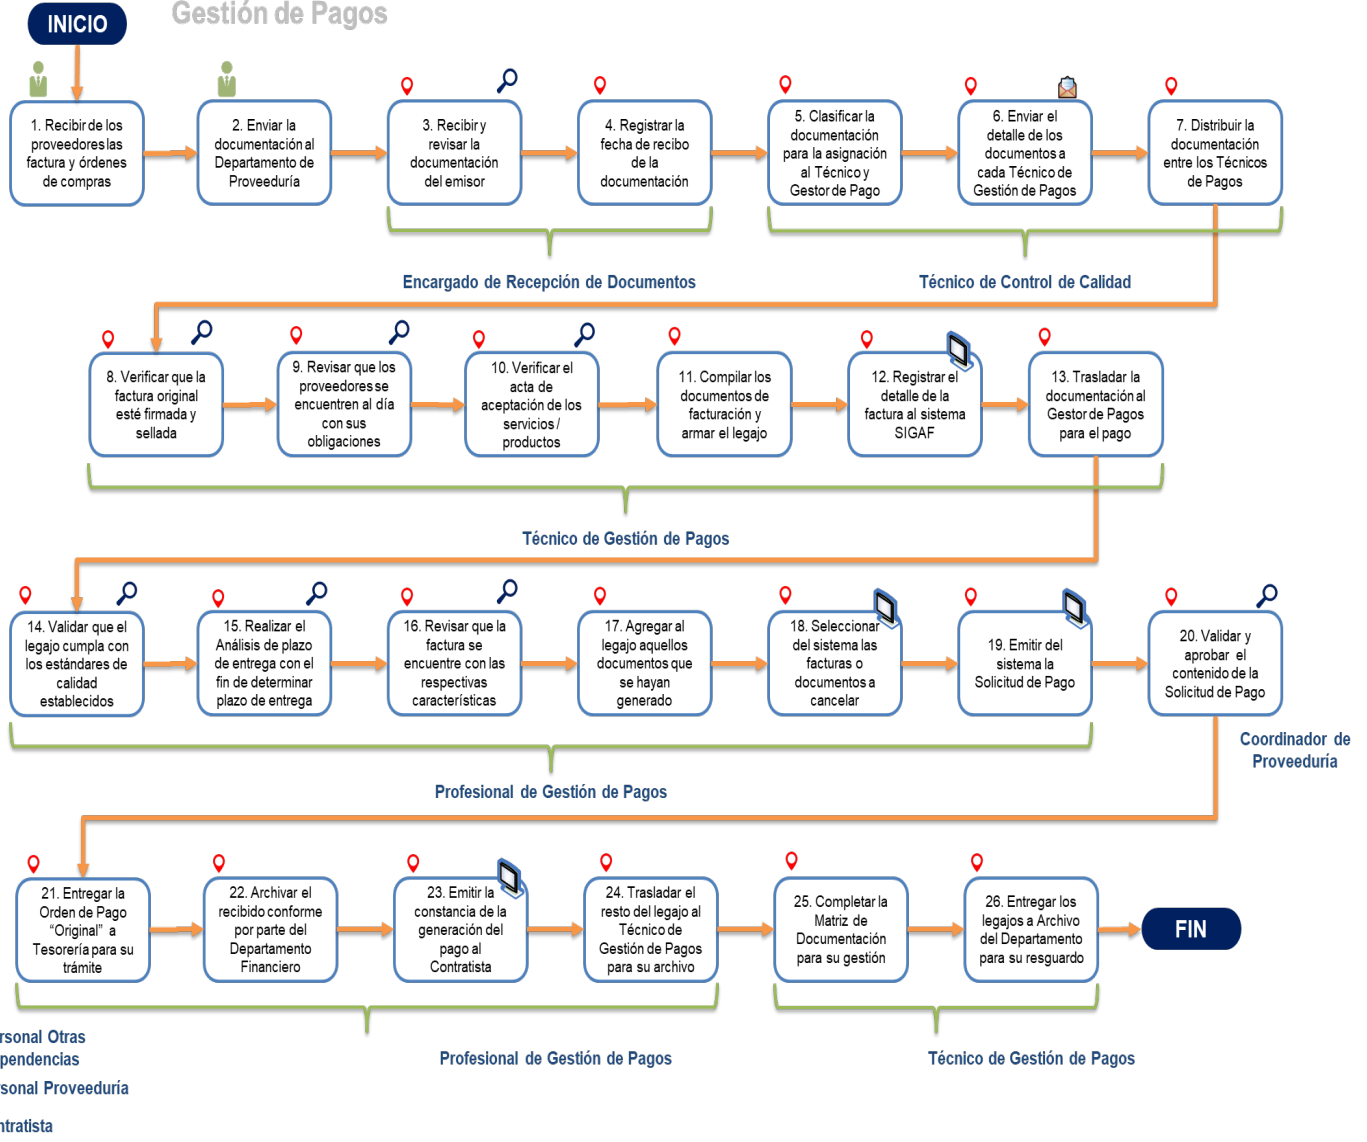 Gestión de Pagos
INICIO
1. Recibir de los
proveedores las
factura y órdenes
de compras
2. Enviar la
documentación al
Departamento de
Proveeduría
3. Recibir y
revisar la
documentación
del emisor
4. Registrar la
fecha de recibo
de la
documentación
5. Clasificar la
documentación
para la asignación
al Técnico y
Gestor de Pago
6. Enviar el
detalle de los
documentos a
cada Técnico de
Gestión de Pagos
7. Distribuir la
documentación
entre los Técnicos
de Pagos
Encargado de Recepción de Documentos
Técnico de Control de Calidad
8. Verificar que la
factura original
esté firmada y
sellada
9. Revisar que los
proveedores se
encuentren al día
con sus
obligaciones
10. Verificar el
acta de
aceptación de los
servicios /
productos
11. Compilar los
documentos de
facturación y
armar el legajo
12. Registrar el
detalle de la
factura al sistema
SIGAF
13. Trasladar la
documentación al
Gestor de Pagos
para el pago
Técnico de Gestión de Pagos
14. Validar que el
legajo cumpla con
los estándares de
calidad
establecidos
15. Realizar el
Análisis de plazo
de entrega con el
fin de determinar
plazo de entrega
16. Revisar que la
factura se
encuentre con las
respectivas
características
17. Agregar al
legajo aquellos
documentos que
se hayan
generado
18. Seleccionar
del sistema las
facturas o
documentos a
cancelar
19. Emitir del
sistema la
Solicitud de Pago
20. Validar y
aprobar el
contenido de la
Solicitud de Pago
Coordinador de
Proveeduría
Profesional de Gestión de Pagos
21. Entregar la
Orden de Pago
“Original” a
Tesorería para su
trámite
22. Archivar el
recibido conforme
por parte del
Departamento
Financiero
23. Emitir la
constancia de la
generación del
pago al
Contratista
24. Trasladar el
resto del legajo al
Técnico de
Gestión de Pagos
para su archivo
25. Completar la
Matriz de
Documentación
para su gestión
26. Entregar los
legajos a Archivo
del Departamento
para su resguardo
FIN
Profesional de Gestión de Pagos
Técnico de Gestión de Pagos
rsonal Otras
pendencias
rsonal Proveeduría
ntratista